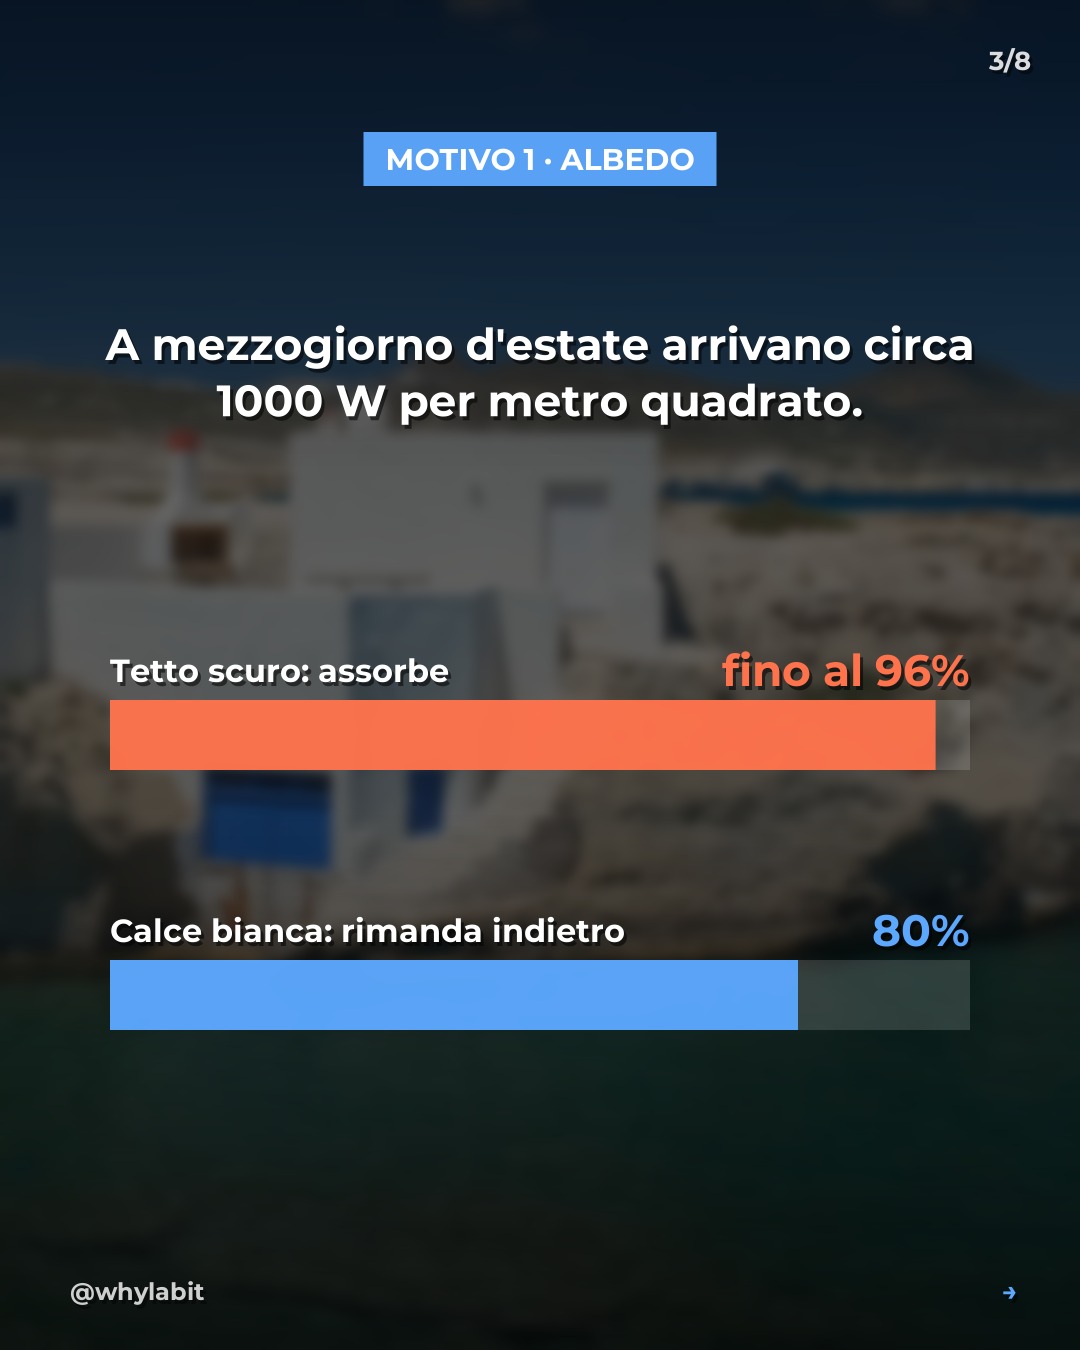 3/8
MOTIVO 1 · ALBEDO
A mezzogiorno d'estate arrivano circa
1000 W per metro quadrato.
Tetto scuro: assorbe
fino al 96%
Calce bianca: rimanda indietro
80%
@whylabit
→